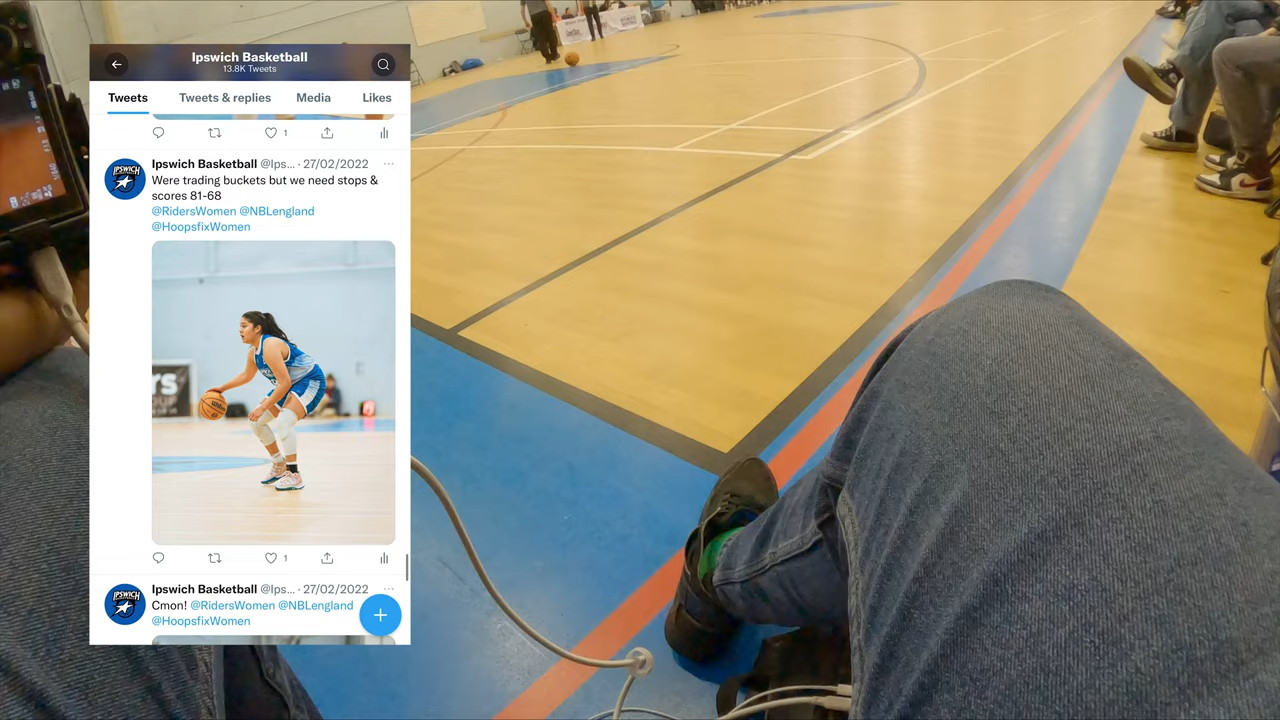 Ipswich Basketball
13.8K Tweets
Tweets
Tweets & replies
Media
Likes
1
Ipswich Basketball @Ips... · 27/02/2022
Were trading buckets but we need stops &
scores 81-68
@RidersWomen @NBLengland
@HoopsfixWomen
IPSWICH
1
Ipswich Basketball @Ips... · 27/02/2022
Cmon! @RidersWomen @NBLengland
@HoopsfixWomen
IPSWICH